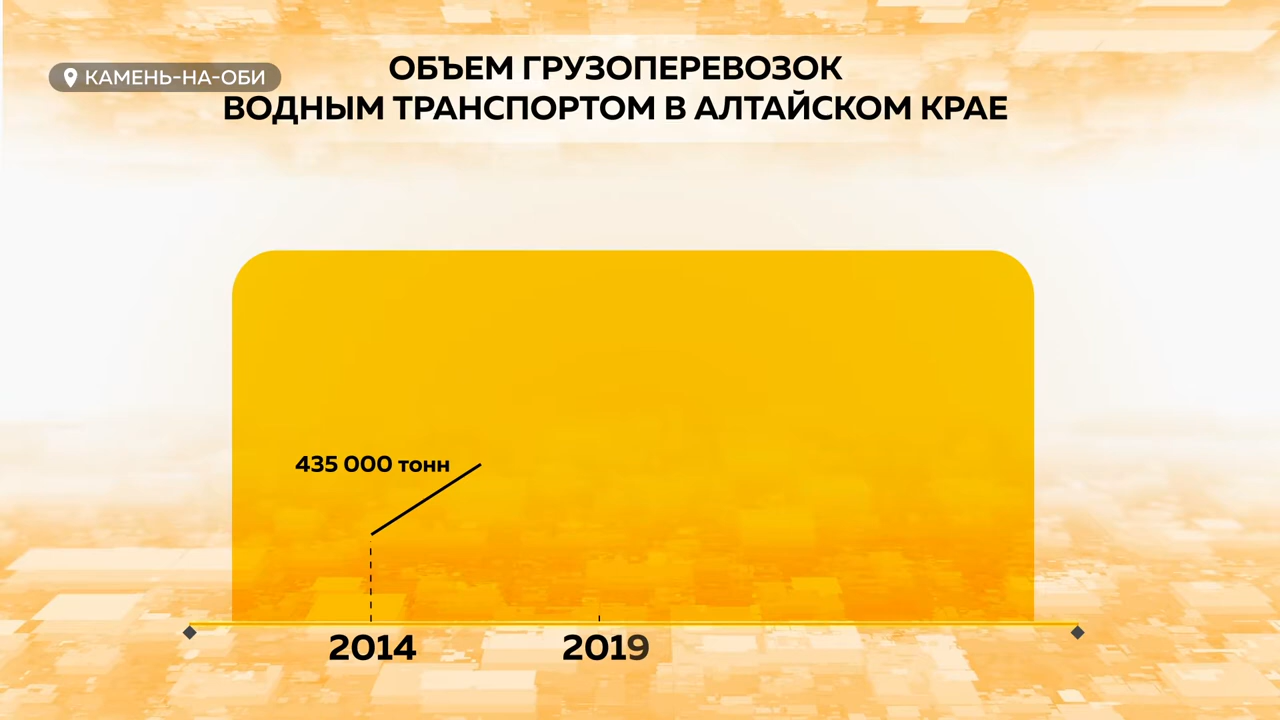 КАМЕНЬ-НА-ОБИ
ОБЪЕМ ГРУЗОПЕРЕВОЗОК
ВОДНЫМ ТРАНСПОРТОМ В АЛТАЙСКОМ КРАЕ
435 000 тонн
2014 2019